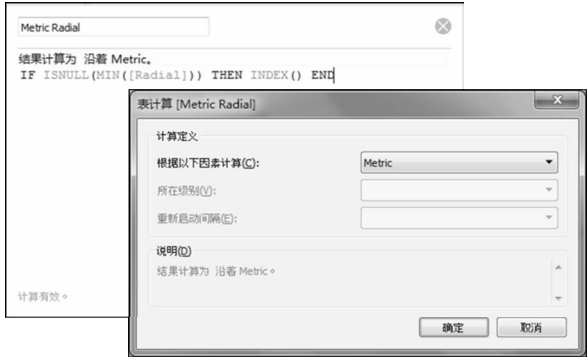 Metric Radial
结果计算为 沿着 Metric。
IF ISNULL(MIN([Radial])) THEN INDEX() END
计算有效。
表计算 [Metric Radial]
计算定义
根据以下因素计算(C):
Metric
所在级别(V):
重新启动间隔(E):
说明(D)
结果计算为 沿着 Metric。
确定
取消